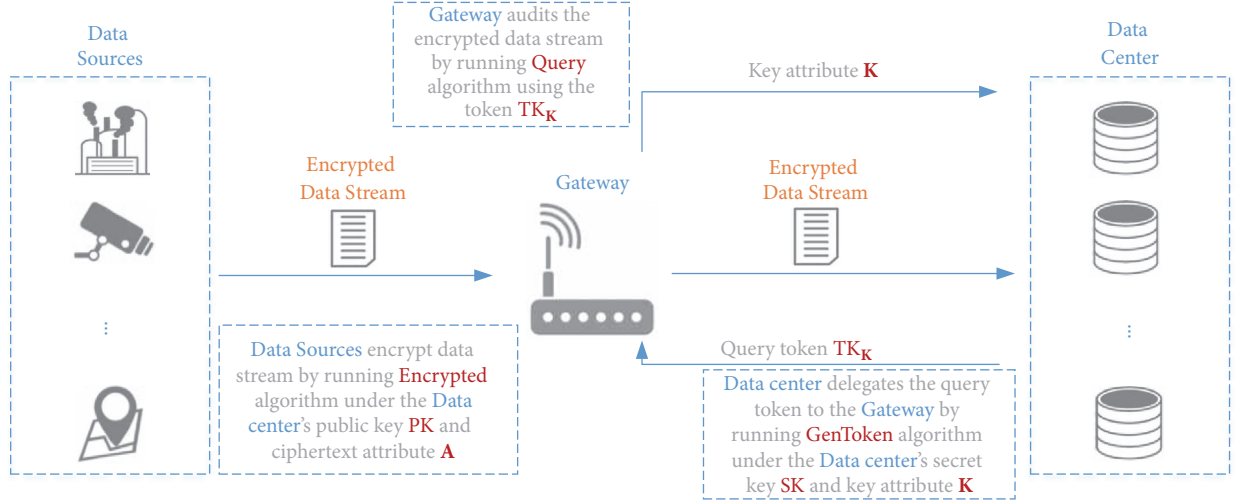 Data
Sources
Gateway audits the
encrypted data stream
by running Query
algorithm using the
token TK_K
Key attribute K
Data
Center
Encrypted
Data Stream
Gateway
Encrypted
Data Stream
...
...
Data Sources encrypt data
stream by running Encrypted
algorithm under the Data
center's public key PK and
ciphertext attribute A
Query token TK_K
Data center delegates the query
token to the Gateway by
running GenToken algorithm
under the Data center's secret
key SK and key attribute K